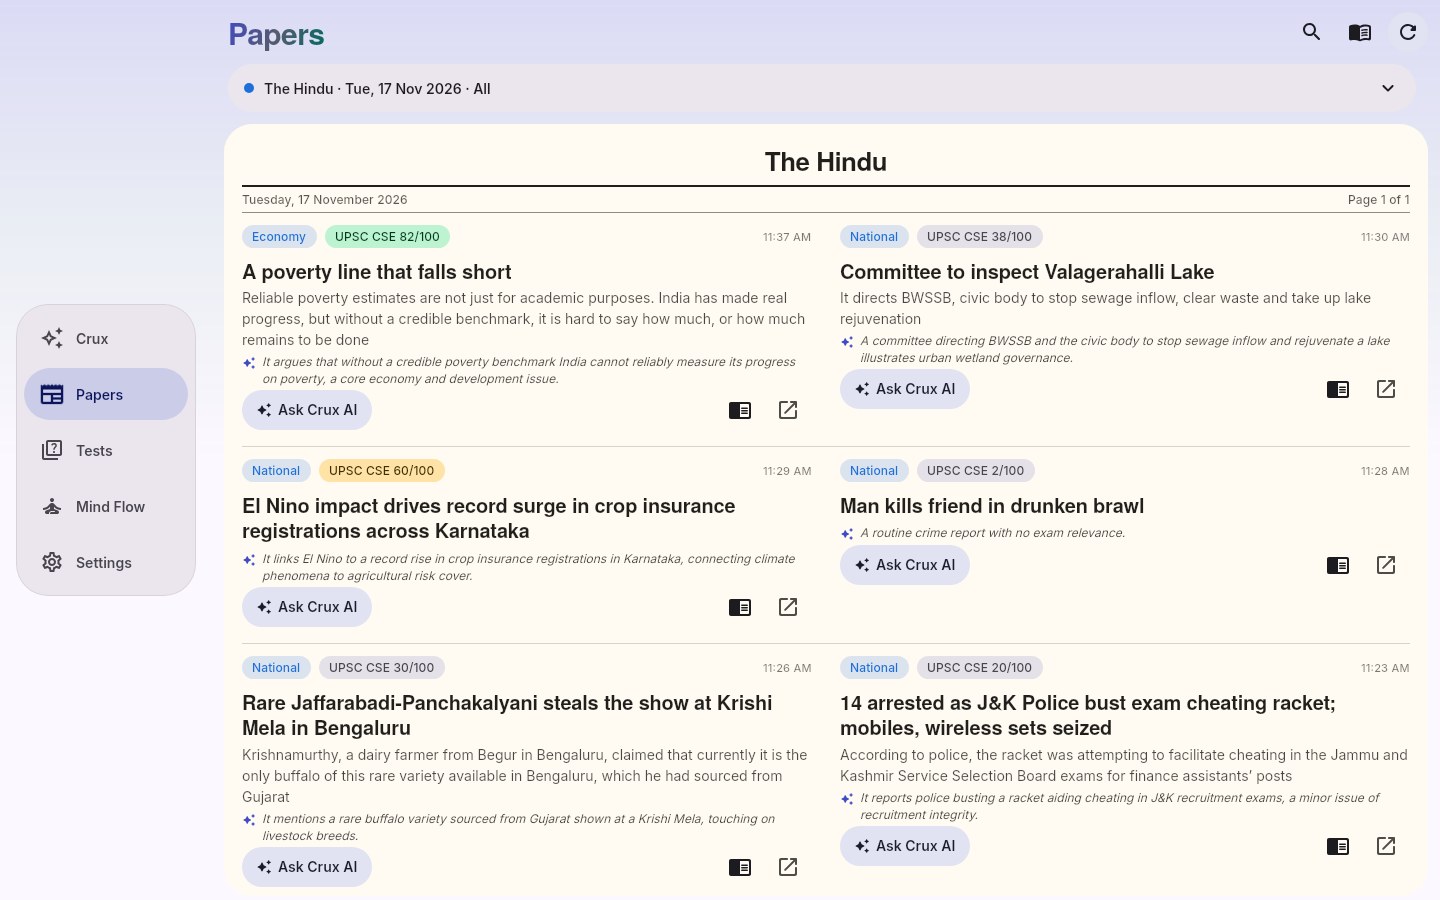 Papers
The Hindu · Tue, 17 Nov 2026 · All
Crux
Papers
Tests
Mind Flow
Settings
The Hindu
Tuesday, 17 November 2026
Page 1 of 1
Economy
UPSC CSE 82/100
11:37 AM
A poverty line that falls short
Reliable poverty estimates are not just for academic purposes. India has made real
progress, but without a credible benchmark, it is hard to say how much, or how much
remains to be done
It argues that without a credible poverty benchmark India cannot reliably measure its progress
on poverty, a core economy and development issue.
Ask Crux AI
National
UPSC CSE 38/100
11:30 AM
Committee to inspect Valagerahalli Lake
It directs BWSSB, civic body to stop sewage inflow, clear waste and take up lake
rejuvenation
A committee directing BWSSB and the civic body to stop sewage inflow and rejuvenate a lake
illustrates urban wetland governance.
Ask Crux AI
National
UPSC CSE 60/100
11:29 AM
El Nino impact drives record surge in crop insurance
registrations across Karnataka
It links El Nino to a record rise in crop insurance registrations in Karnataka, connecting climate
phenomena to agricultural risk cover.
Ask Crux AI
National
UPSC CSE 2/100
11:28 AM
Man kills friend in drunken brawl
A routine crime report with no exam relevance.
Ask Crux AI
National
UPSC CSE 30/100
11:26 AM
Rare Jaffarabadi-Panchakalyani steals the show at Krishi
Mela in Bengaluru
Krishnamurthy, a dairy farmer from Begur in Bengaluru, claimed that currently it is the
only buffalo of this rare variety available in Bengaluru, which he had sourced from
Gujarat
It mentions a rare buffalo variety sourced from Gujarat shown at a Krishi Mela, touching on
livestock breeds.
Ask Crux AI
National
UPSC CSE 20/100
11:23 AM
14 arrested as J&K Police bust exam cheating racket;
mobiles, wireless sets seized
According to police, the racket was attempting to facilitate cheating in the Jammu and
Kashmir Service Selection Board exams for finance assistants' posts
It reports police busting a racket aiding cheating in J&K recruitment exams, a minor issue of
recruitment integrity.
Ask Crux AI